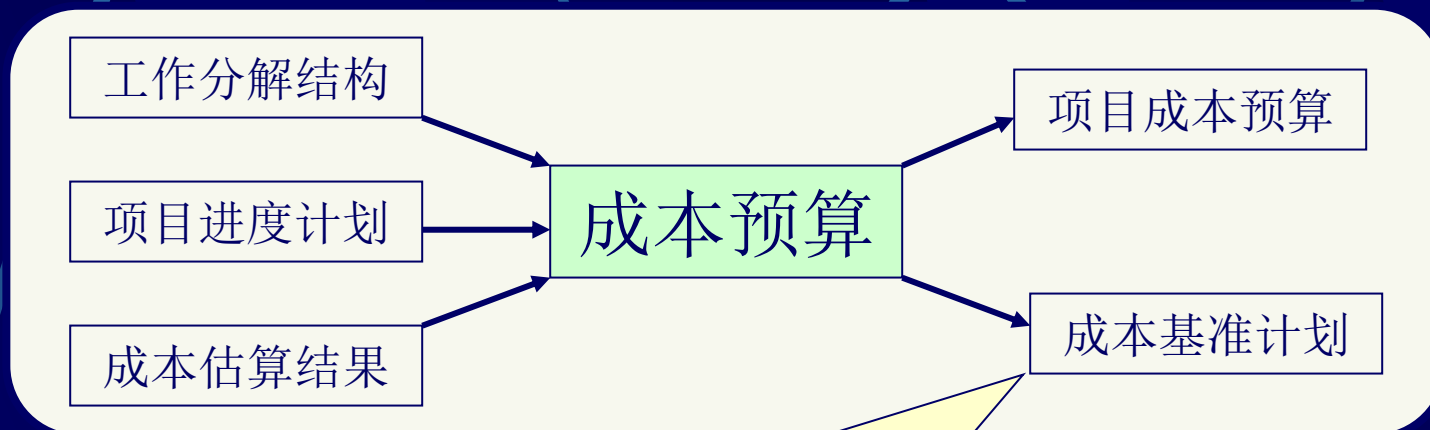 工作分解结构
项目进度计划
成本估算结果
成本预算
项目成本预算
成本基准计划